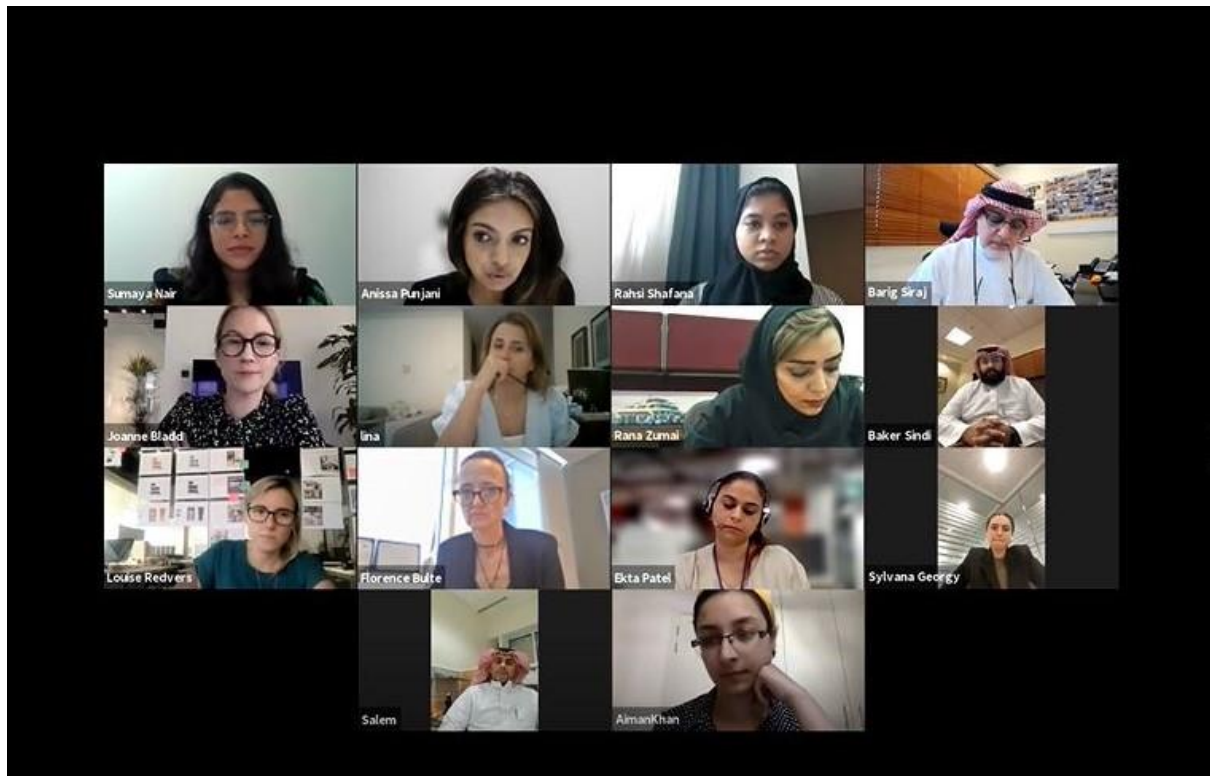 Sumaya Nair
Anissa Punjani
Rahsi Shafana
Barig Siraj
Joanne Bladd
lina
Rana Zumai
Baker Sindi
Louise Redvers
Florence Bulte
Ekta Patel
Sylvana Georgy
Salem
AimanKhan